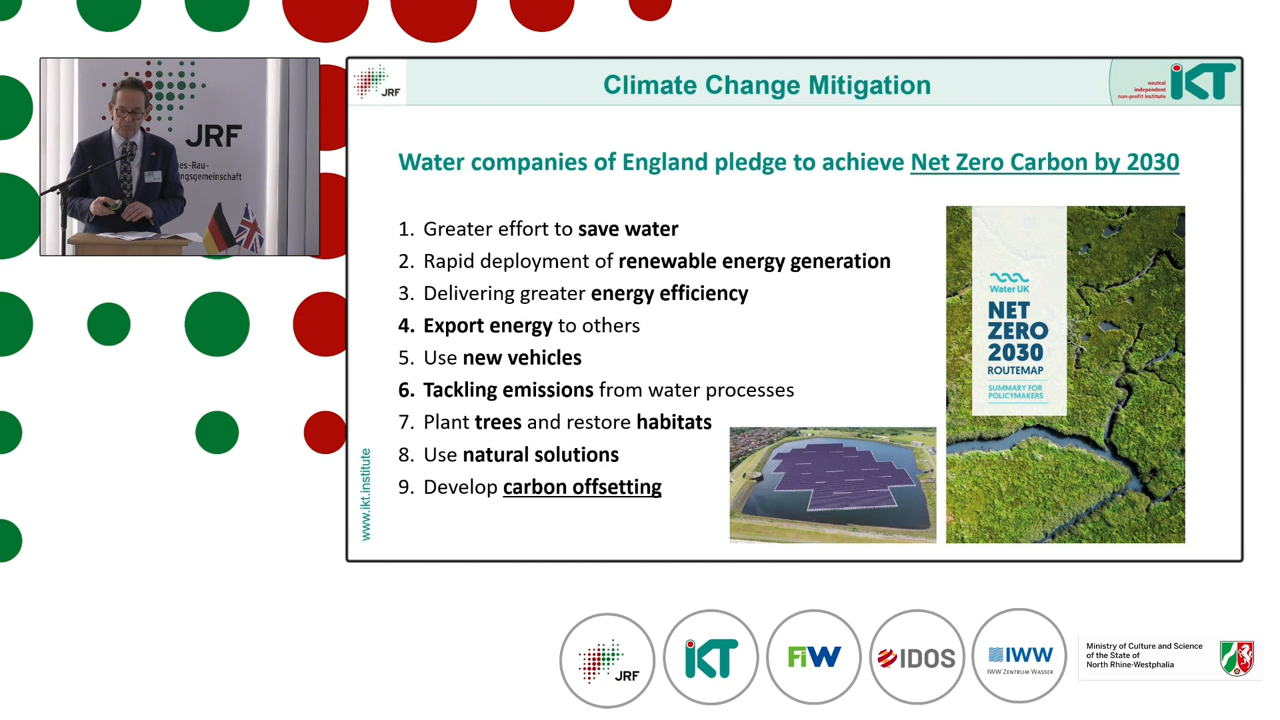 JRF
es-Rau-
ngsgemeinschaft
JRF
Climate Change Mitigation
neutral
independent
non-profit institute
iKT
Water companies of England pledge to achieve Net Zero Carbon by 2030
1. Greater effort to save water
2. Rapid deployment of renewable energy generation
3. Delivering greater energy efficiency
4. Export energy to others
5. Use new vehicles
6. Tackling emissions from water processes
7. Plant trees and restore habitats
8. Use natural solutions
9. Develop carbon offsetting
Water UK
NET
ZERO
2030
ROUTEMAP
SUMMARY FOR
POLICYMAKERS
www.ikt.institute
JRF
iKT
FiW
IDOS
IWW
IWW ZENTRUM WASSER
Ministry of Culture and Science
of the State of
North Rhine-Westphalia